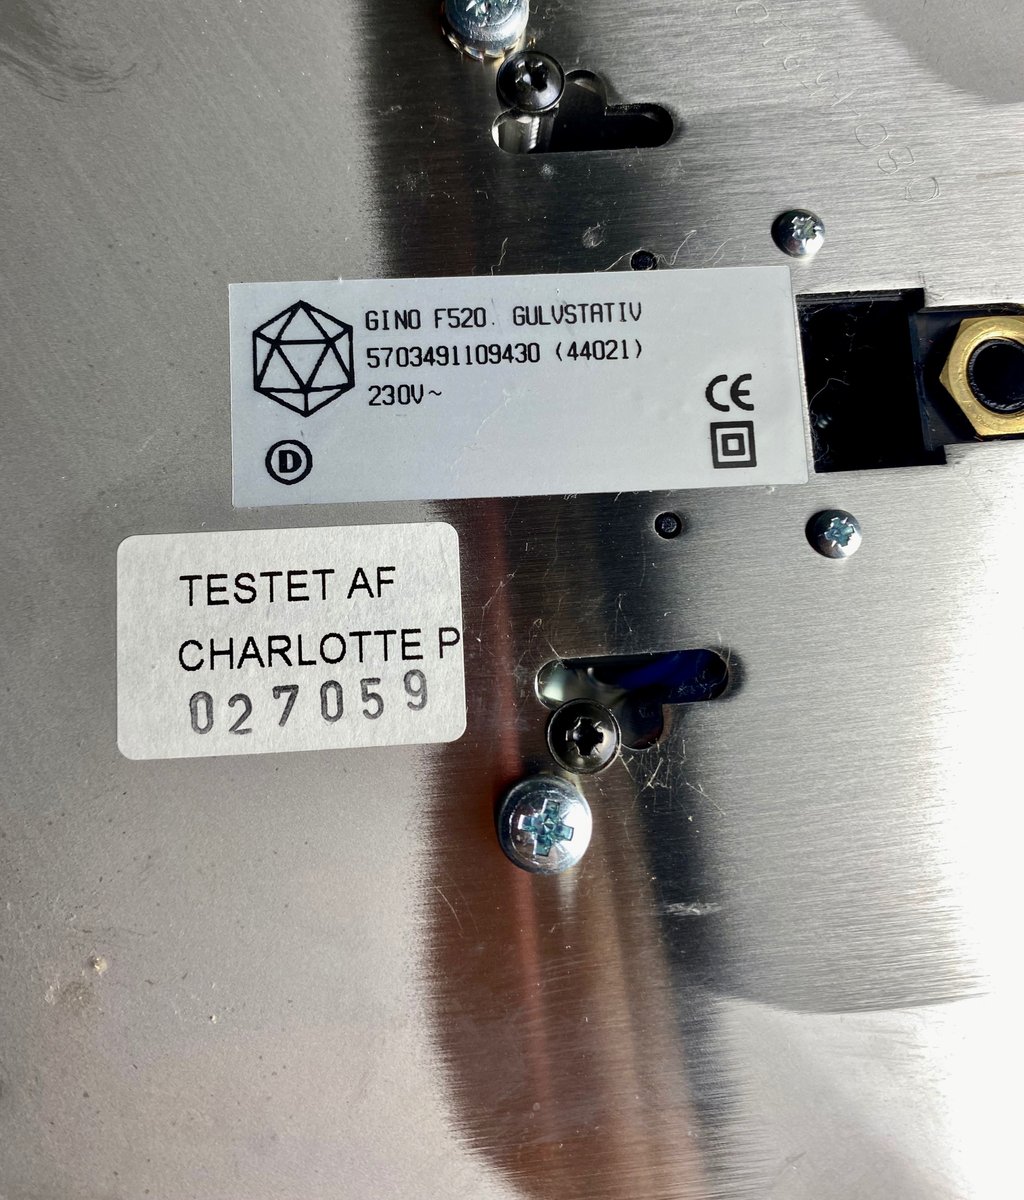 GINO F520. GULVSTATIV
5703491109430 (44021)
230V~
CE
D
TESTET AF
CHARLOTTE P
027059